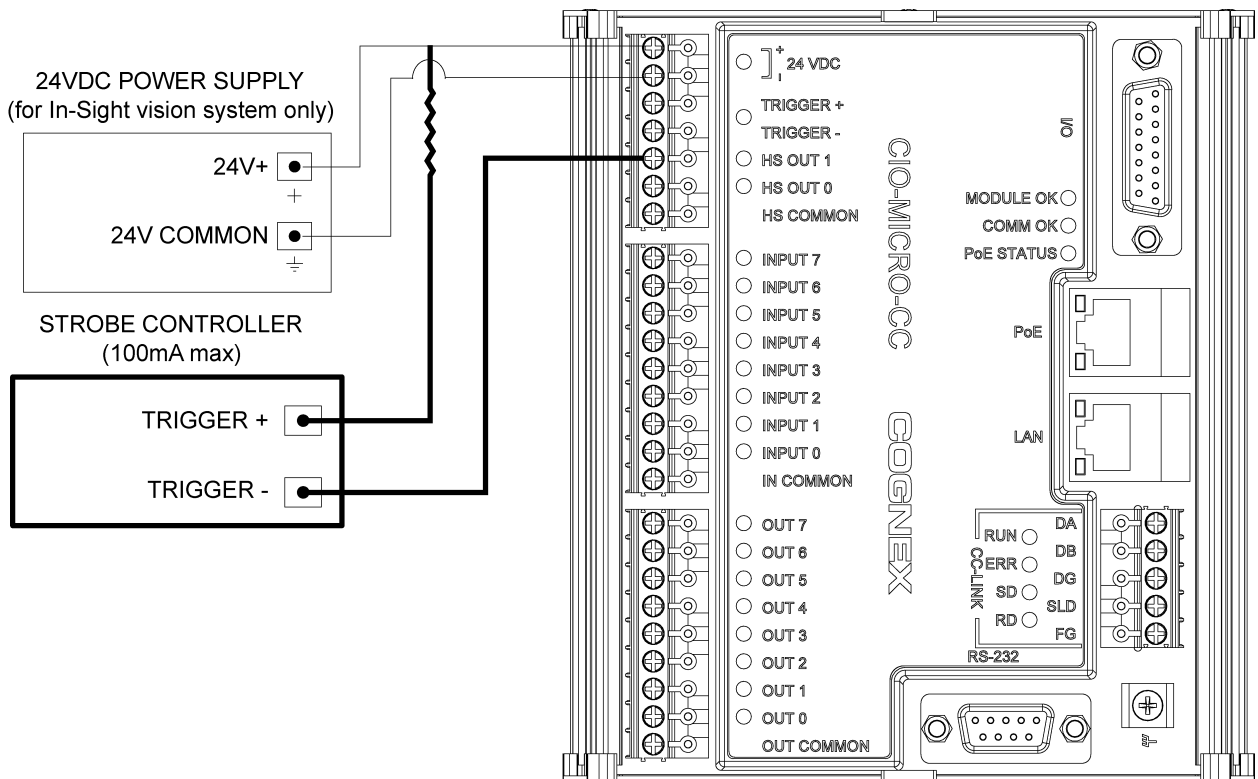 24VDC POWER SUPPLY
(for In-Sight vision system only)
24V+
+
24V COMMON
STROBE CONTROLLER
(100mA max)
TRIGGER +
TRIGGER -
+
24 VDC
-
TRIGGER +
TRIGGER -
HS OUT 1
HS OUT 0
HS COMMON
INPUT 7
INPUT 6
INPUT 5
INPUT 4
INPUT 3
INPUT 2
INPUT 1
INPUT 0
IN COMMON
OUT 7
OUT 6
OUT 5
OUT 4
OUT 3
OUT 2
OUT 1
OUT 0
OUT COMMON
CIO-MICRO-CC
COGNEX
I/O
MODULE OK
COMM OK
PoE STATUS
PoE
LAN
CC-LINK
RUN
ERR
SD
RD
DA
DB
DG
SLD
FG
RS-232